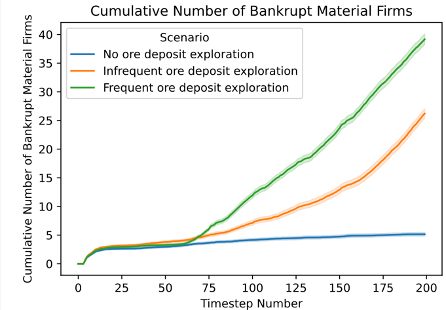 Cumulative Number of Bankrupt Material Firms
Cumulative Number of Bankrupt Material Firms
40
35
30
25
20
15
10
5
0
Scenario
No ore deposit exploration
Infrequent ore deposit exploration
Frequent ore deposit exploration
0 25 50 75 100 125 150 175 200
Timestep Number